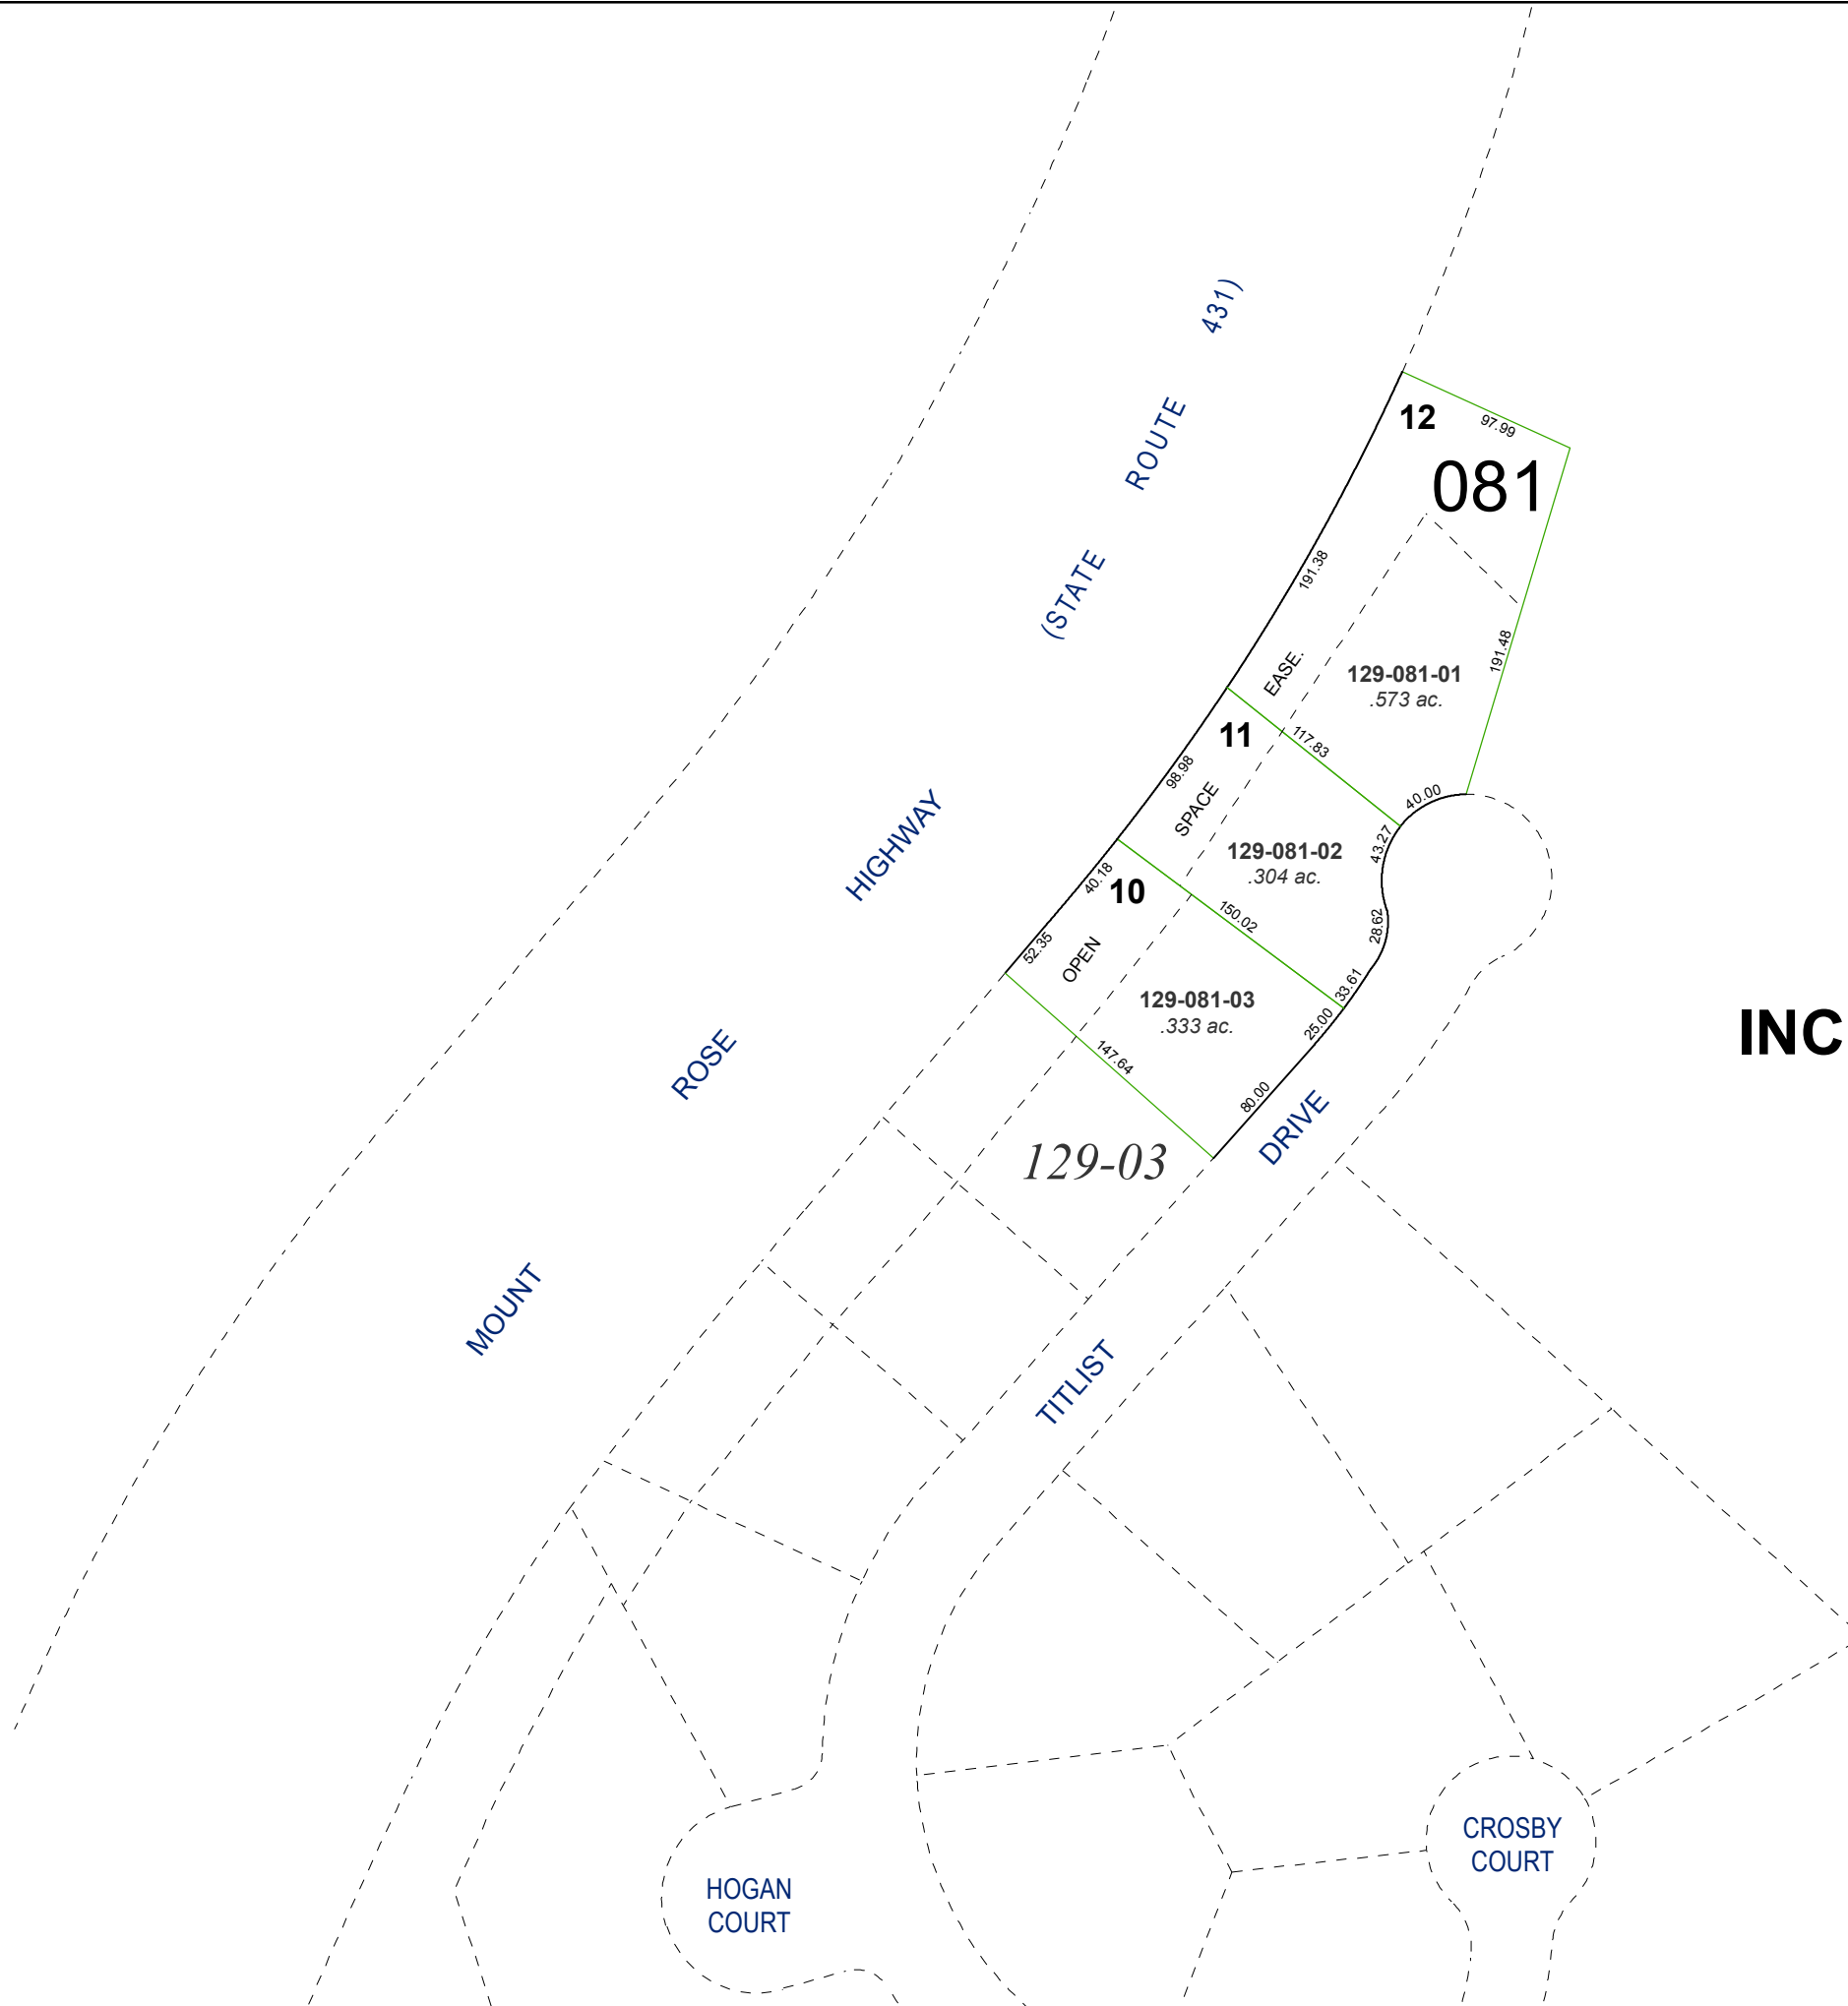 431)
ROUTE
(STATE
HIGHWAY
ROSE
MOUNT
12
97.99
081
191.38
191.48
EASE.
129-081-01
.573 ac.
11
117.83
98.98
SPACE
40.00
43.27
129-081-02
.304 ac.
40.18
10
150.02
28.62
52.35
OPEN
33.61
129-081-03
.333 ac.
25.00
INC
147.64
80.00
DRIVE
129-03
TITLIST
CROSBY
COURT
HOGAN
COURT